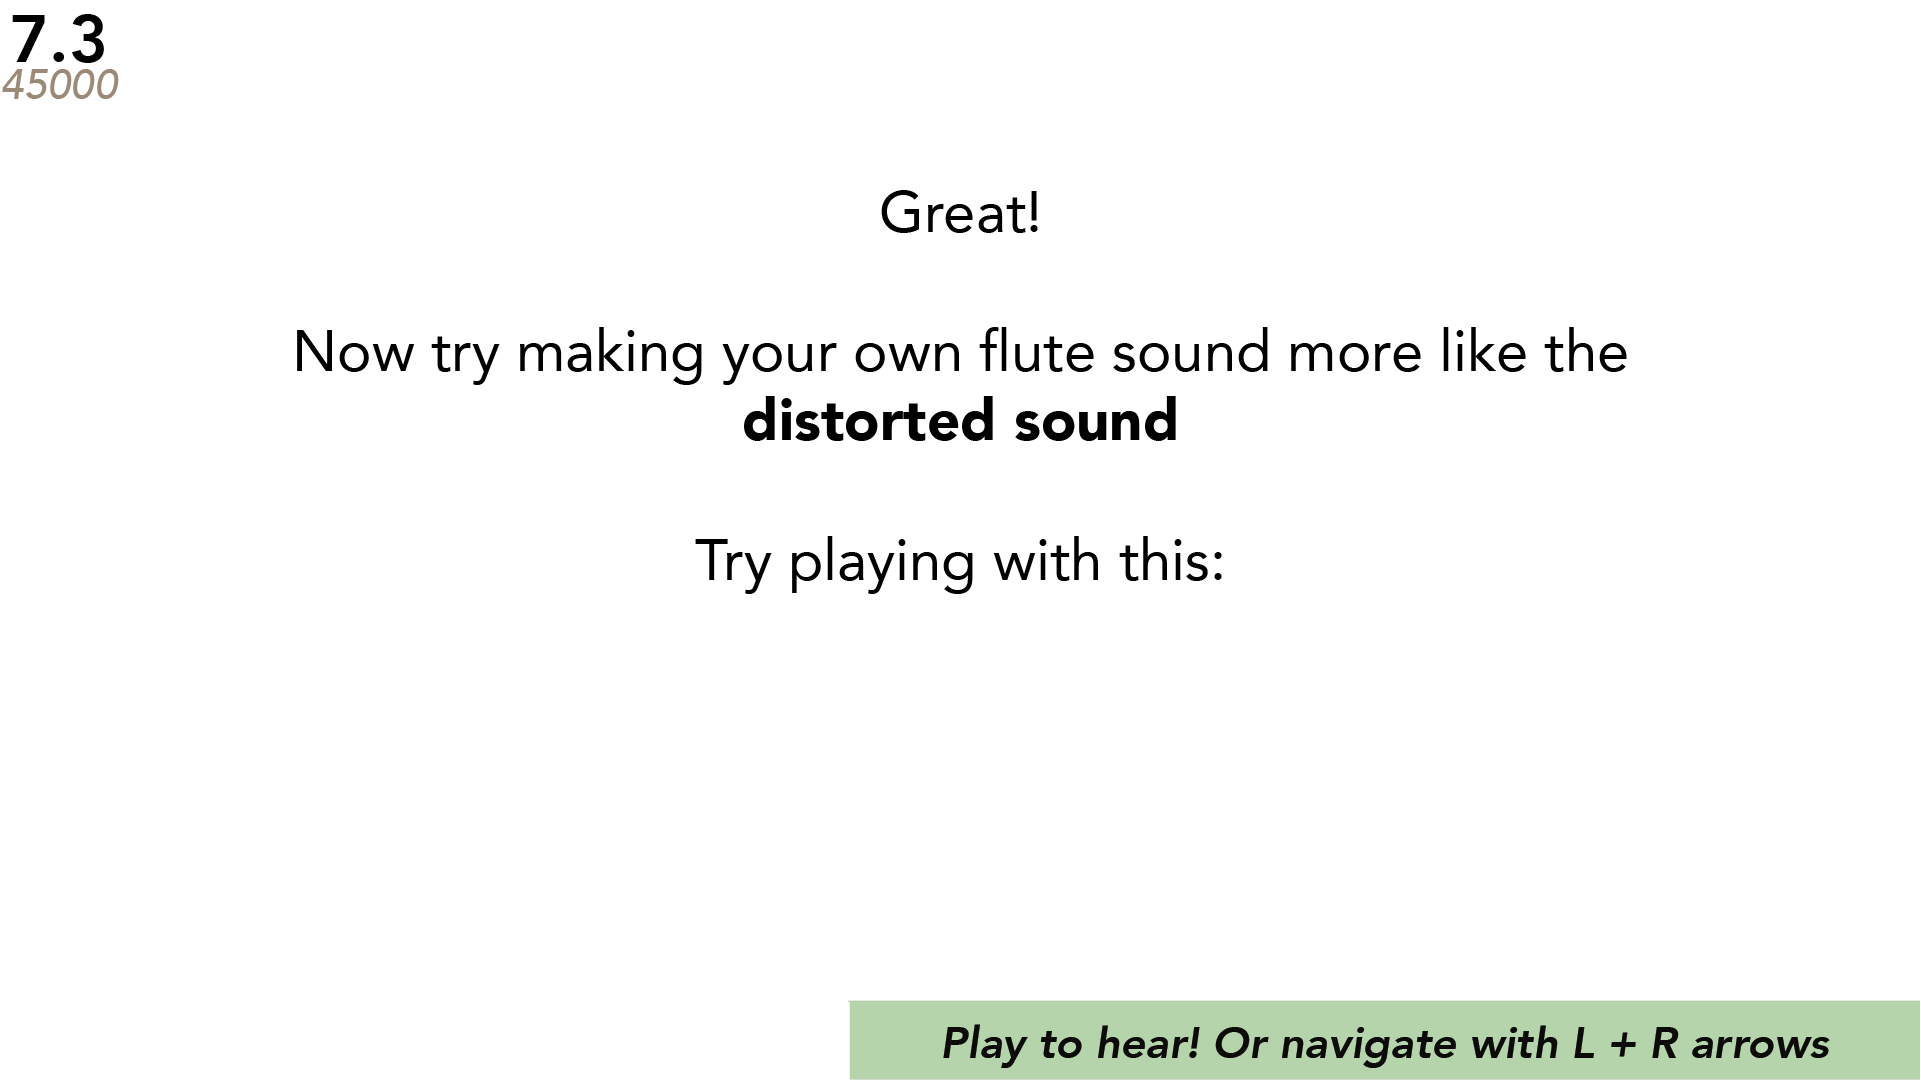 7.3
45000
Great!
Now try making your own flute sound more like the
distorted sound
Try playing with this:
Play to hear! Or navigate with L + R arrows